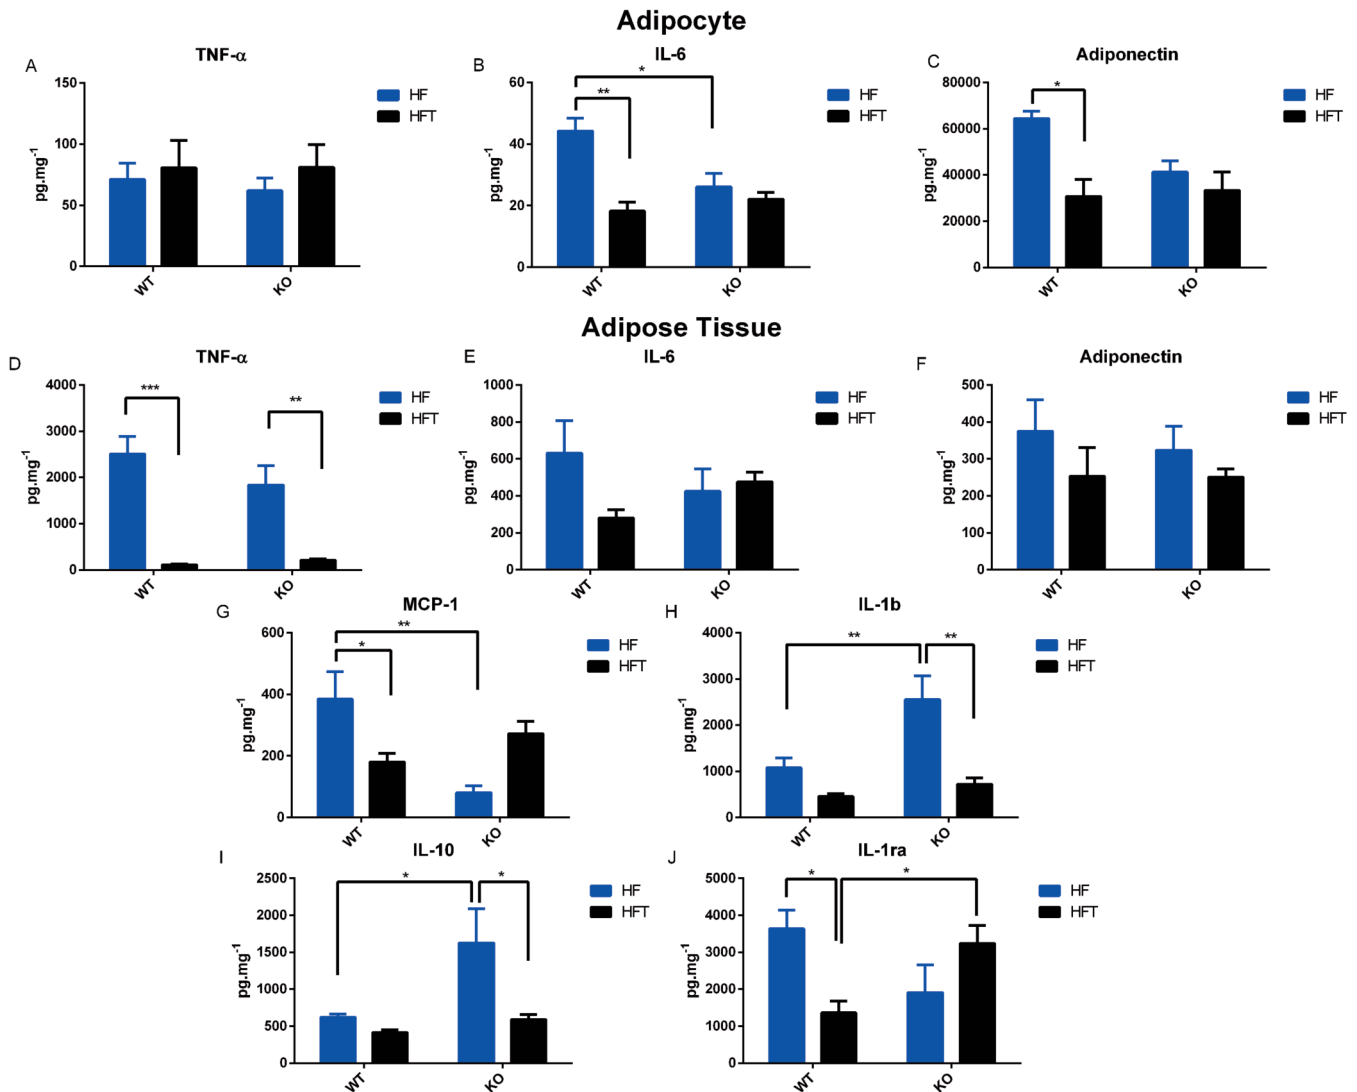 Adipocyte
A
TNF-α
pg.mg-1
150
100
50
0
WT
KO
HF
HFT
B
IL-6
pg.mg-1
60
40
20
0
**
*
WT
KO
HF
HFT
C
Adiponectin
pg.mg-1
80000
60000
40000
20000
0
*
WT
KO
HF
HFT
Adipose Tissue
D
TNF-α
pg.mg-1
4000
3000
2000
1000
0
***
**
WT
KO
HF
HFT
E
IL-6
pg.mg-1
1000
800
600
400
200
0
WT
KO
HF
HFT
F
Adiponectin
pg.mg-1
500
400
300
200
100
0
WT
KO
HF
HFT
G
MCP-1
pg.mg-1
600
400
200
0
**
*
WT
KO
HF
HFT
H
IL-1b
pg.mg-1
4000
3000
2000
1000
0
**
**
WT
KO
HF
HFT
I
IL-10
pg.mg-1
2500
2000
1500
1000
500
0
*
*
WT
KO
HF
HFT
J
IL-1ra
pg.mg-1
5000
4000
3000
2000
1000
0
*
*
WT
KO
HF
HFT